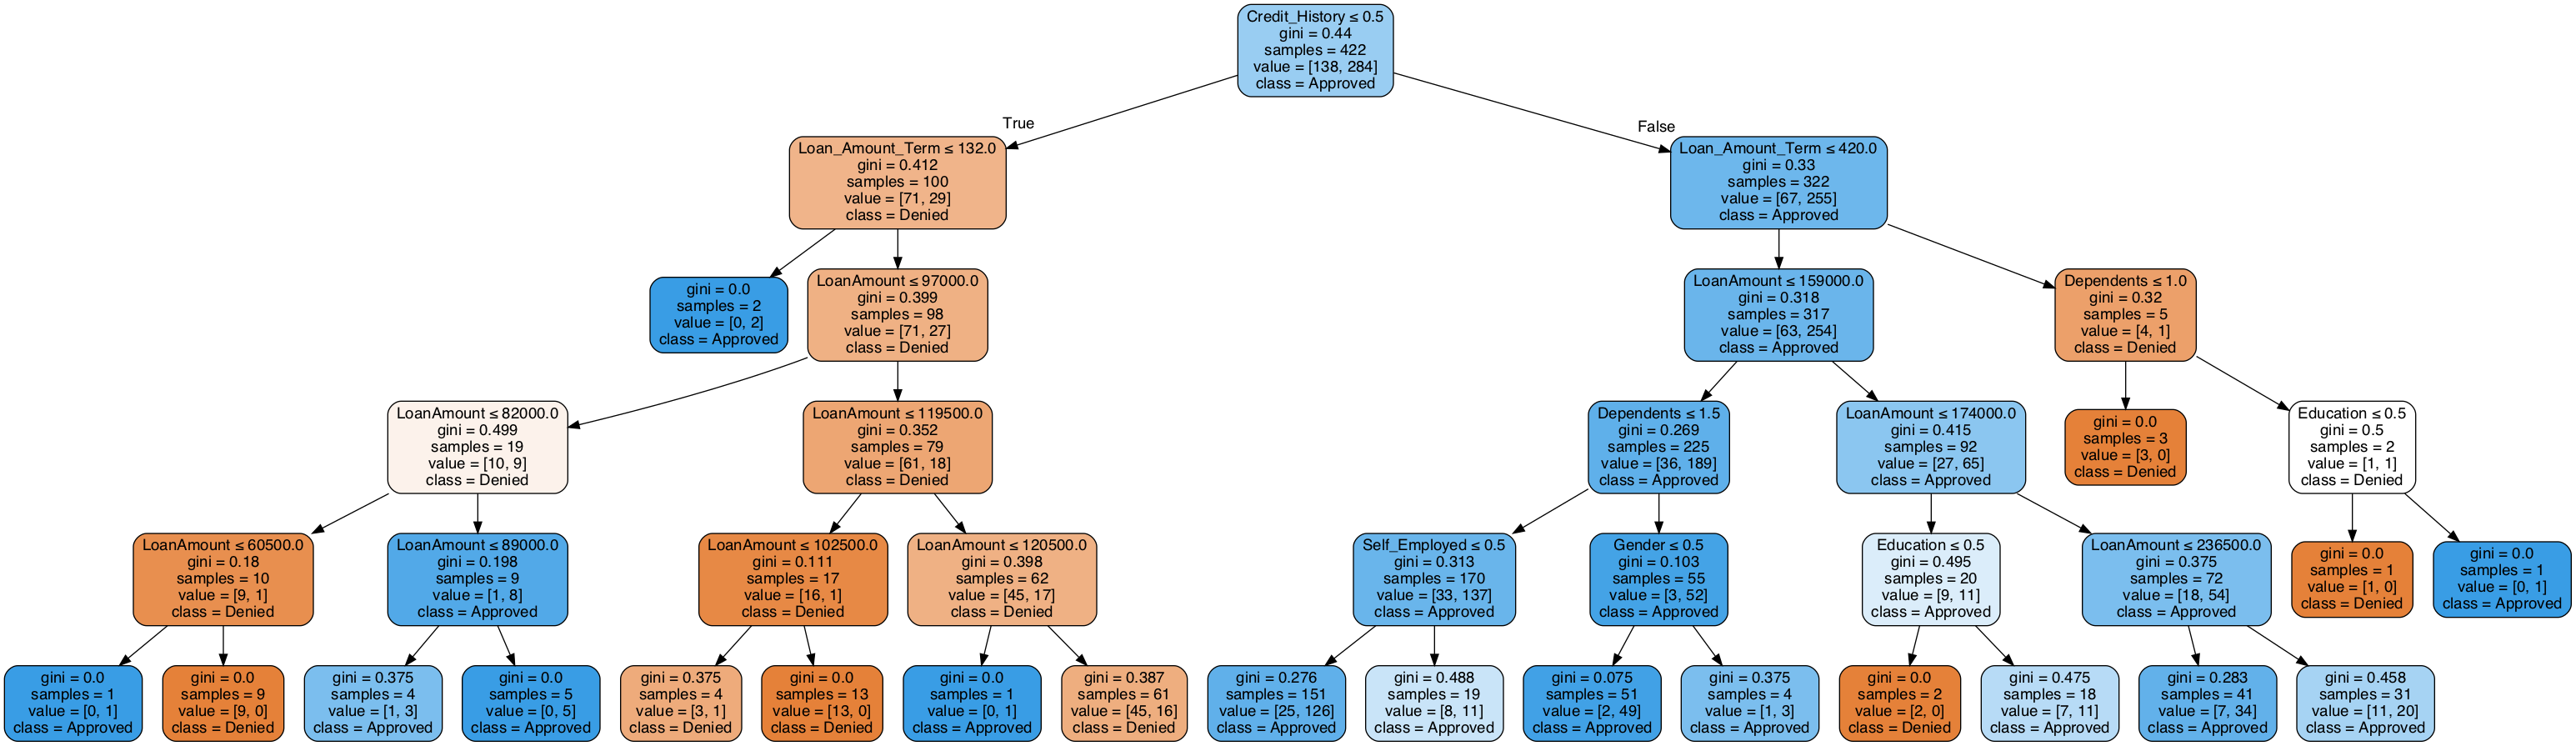 Credit_History ≤ 0.5
gini = 0.44
samples = 422
value = [138, 284]
class = Approved
True
False
Loan_Amount_Term ≤ 132.0
gini = 0.412
samples = 100
value = [71, 29]
class = Denied
Loan_Amount_Term ≤ 420.0
gini = 0.33
samples = 322
value = [67, 255]
class = Approved
gini = 0.0
samples = 2
value = [0, 2]
class = Approved
LoanAmount ≤ 97000.0
gini = 0.399
samples = 98
value = [71, 27]
class = Denied
LoanAmount ≤ 159000.0
gini = 0.318
samples = 317
value = [63, 254]
class = Approved
Dependents ≤ 1.0
gini = 0.32
samples = 5
value = [4, 1]
class = Denied
LoanAmount ≤ 82000.0
gini = 0.499
samples = 19
value = [10, 9]
class = Denied
LoanAmount ≤ 119500.0
gini = 0.352
samples = 79
value = [61, 18]
class = Denied
Dependents ≤ 1.5
gini = 0.269
samples = 225
value = [36, 189]
class = Approved
LoanAmount ≤ 174000.0
gini = 0.415
samples = 92
value = [27, 65]
class = Approved
gini = 0.0
samples = 3
value = [3, 0]
class = Denied
Education ≤ 0.5
gini = 0.5
samples = 2
value = [1, 1]
class = Denied
LoanAmount ≤ 60500.0
gini = 0.18
samples = 10
value = [9, 1]
class = Denied
LoanAmount ≤ 89000.0
gini = 0.198
samples = 9
value = [1, 8]
class = Approved
LoanAmount ≤ 102500.0
gini = 0.111
samples = 17
value = [16, 1]
class = Denied
LoanAmount ≤ 120500.0
gini = 0.398
samples = 62
value = [45, 17]
class = Denied
Self_Employed ≤ 0.5
gini = 0.313
samples = 170
value = [33, 137]
class = Approved
Gender ≤ 0.5
gini = 0.103
samples = 55
value = [3, 52]
class = Approved
Education ≤ 0.5
gini = 0.495
samples = 20
value = [9, 11]
class = Approved
LoanAmount ≤ 236500.0
gini = 0.375
samples = 72
value = [18, 54]
class = Approved
gini = 0.0
samples = 1
value = [1, 0]
class = Denied
gini = 0.0
samples = 1
value = [0, 1]
class = Approved
gini = 0.0
samples = 1
value = [0, 1]
class = Approved
gini = 0.0
samples = 9
value = [9, 0]
class = Denied
gini = 0.375
samples = 4
value = [1, 3]
class = Approved
gini = 0.0
samples = 5
value = [0, 5]
class = Approved
gini = 0.375
samples = 4
value = [3, 1]
class = Denied
gini = 0.0
samples = 13
value = [13, 0]
class = Denied
gini = 0.0
samples = 1
value = [0, 1]
class = Approved
gini = 0.387
samples = 61
value = [45, 16]
class = Denied
gini = 0.276
samples = 151
value = [25, 126]
class = Approved
gini = 0.488
samples = 19
value = [8, 11]
class = Approved
gini = 0.075
samples = 51
value = [2, 49]
class = Approved
gini = 0.375
samples = 4
value = [1, 3]
class = Approved
gini = 0.0
samples = 2
value = [2, 0]
class = Denied
gini = 0.475
samples = 18
value = [7, 11]
class = Approved
gini = 0.283
samples = 41
value = [7, 34]
class = Approved
gini = 0.458
samples = 31
value = [11, 20]
class = Approved